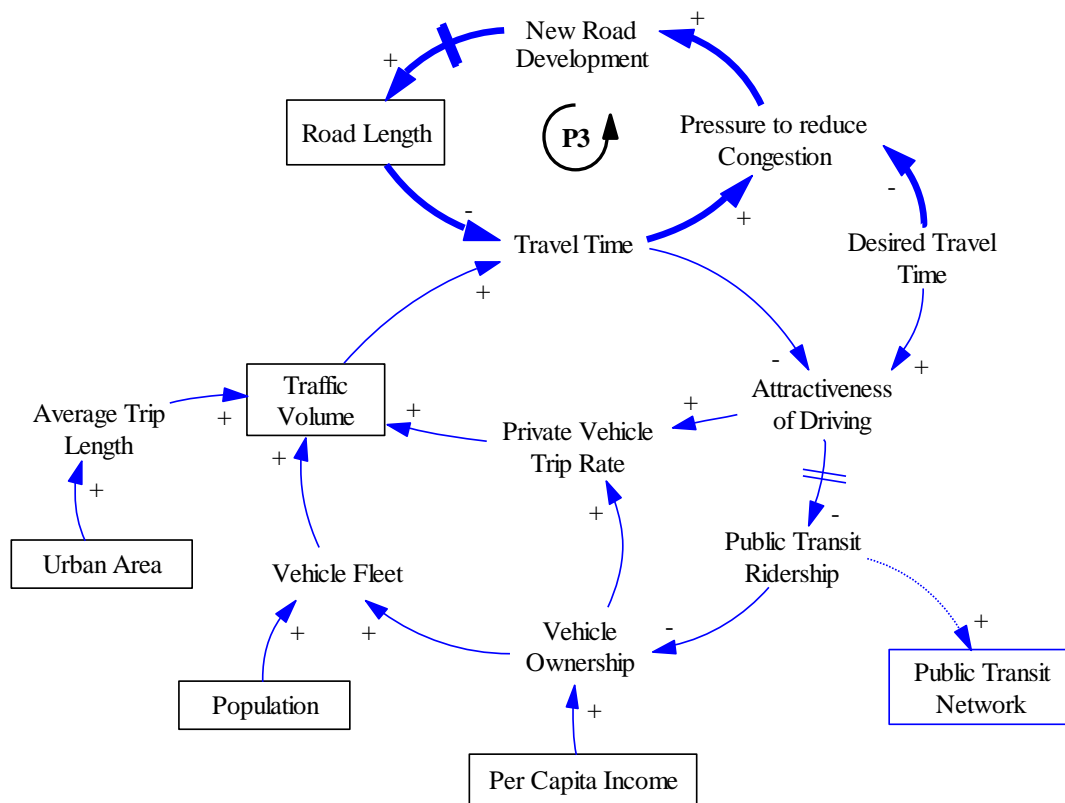 New Road
Development
+
+
Road Length
P3
Pressure to reduce
Congestion
-
-
+
Travel Time
Desired Travel
Time
+
-
+
Traffic
Volume
Attractiveness
of Driving
Average Trip
Length
+
+
+
Private Vehicle
Trip Rate
+
+
+
-
Urban Area
Vehicle Fleet
Public Transit
Ridership
+
+
-
+
Vehicle
Ownership
Population
Public Transit
Network
+
Per Capita Income